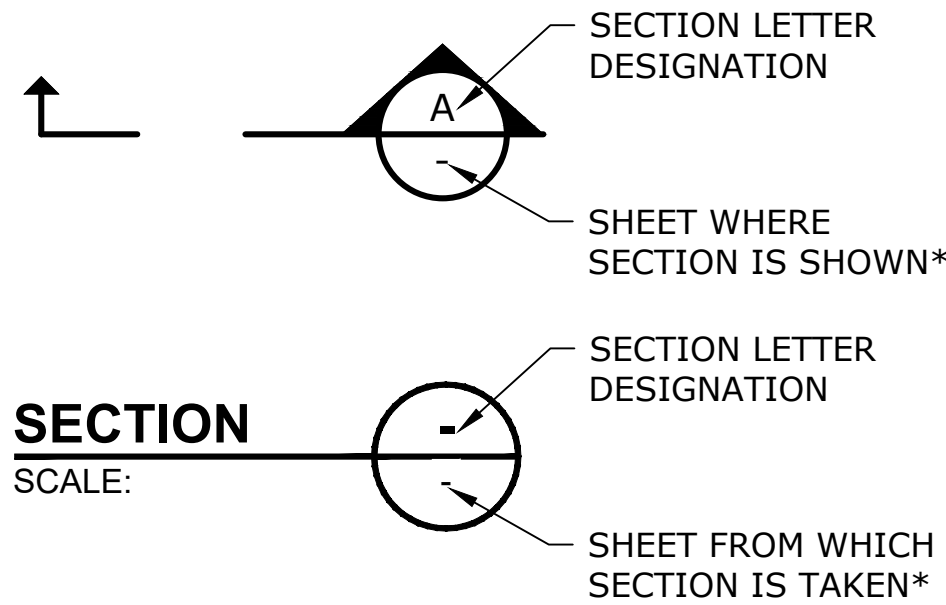 SECTION LETTER
DESIGNATION
A
-
SHEET WHERE
SECTION IS SHOWN*
SECTION LETTER
DESIGNATION
-
SECTION
SCALE:
-
SHEET FROM WHICH
SECTION IS TAKEN*